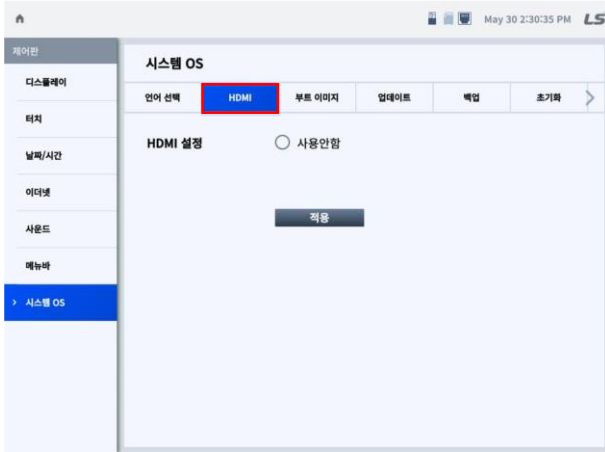 May 30 2:30:35 PM LS
제어판
디스플레이
터치
날짜/시간
이더넷
사운드
메뉴바
> 시스템 OS
시스템 OS
언어 선택 HDMI 부트 이미지 업데이트 백업 초기화 >
HDMI 설정 사용안함
적용